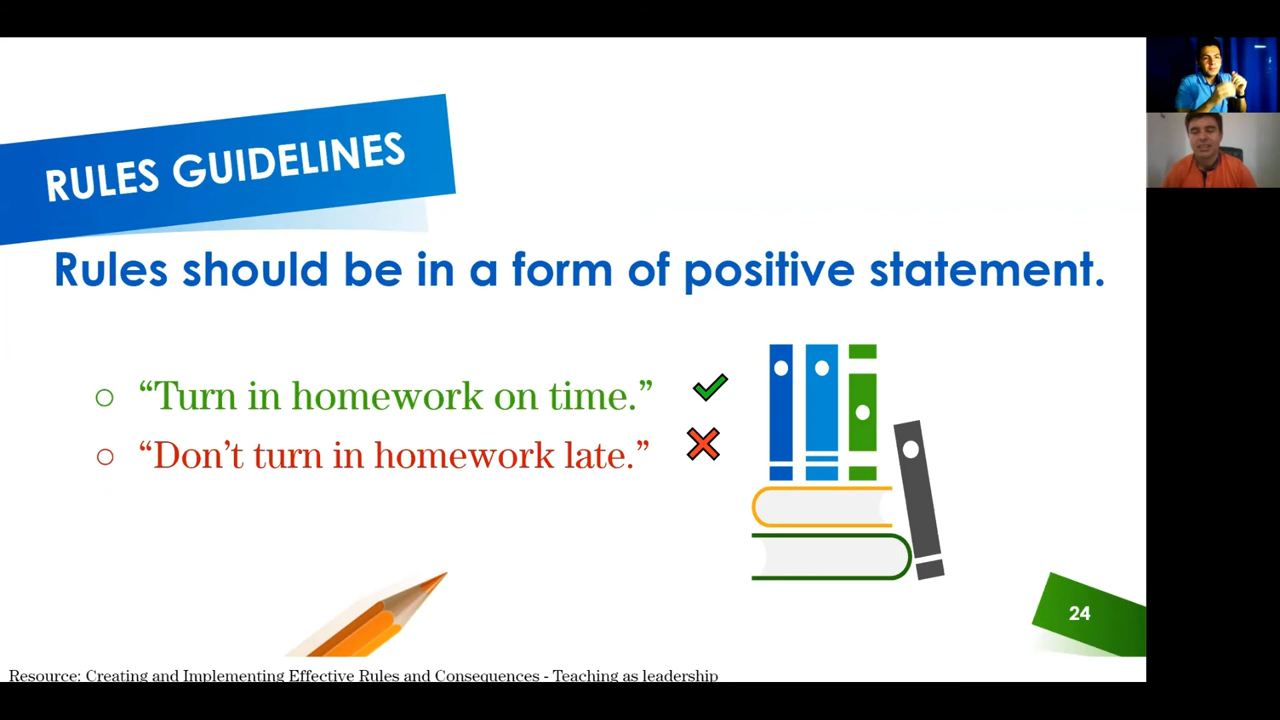 RULES GUIDELINES
Rules should be in a form of positive statement.
“Turn in homework on time.”
“Don’t turn in homework late.”
24
Resource: Creating and Implementing Effective Rules and Consequences - Teaching as leadership